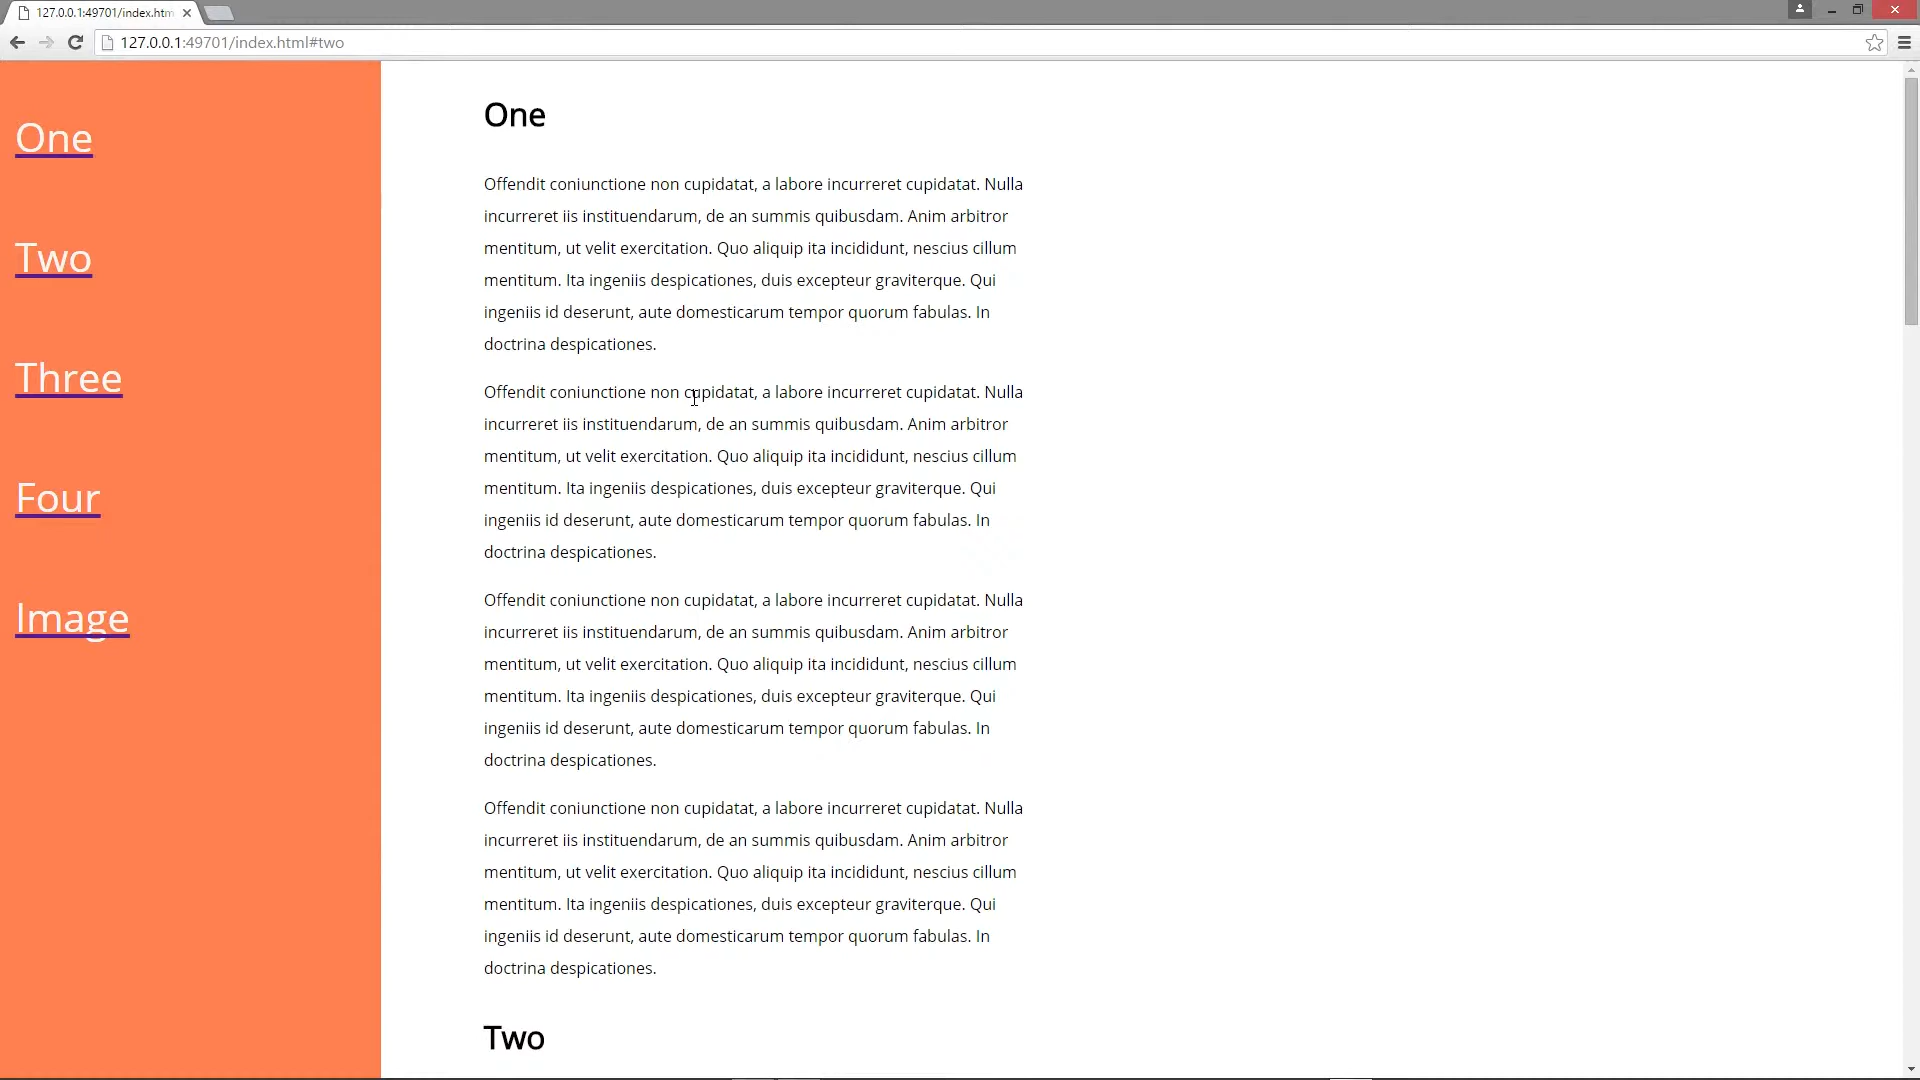 127.0.0.1:49701/index.htm
127.0.0.1:49701/index.html#two
One
Two
Three
Four
Image
One
Offendit coniunctione non cupidatat, a labore incurreret cupidatat. Nulla
incurreret iis instituendarum, de an summis quibusdam. Anim arbitror
mentitum, ut velit exercitation. Quo aliquip ita incididunt, nescius cillum
mentitum. Ita ingeniis despicationes, duis excepteur graviterque. Qui
ingeniis id deserunt, aute domesticarum tempor quorum fabulas. In
doctrina despicationes.
Offendit coniunctione non cupidatat, a labore incurreret cupidatat. Nulla
incurreret iis instituendarum, de an summis quibusdam. Anim arbitror
mentitum, ut velit exercitation. Quo aliquip ita incididunt, nescius cillum
mentitum. Ita ingeniis despicationes, duis excepteur graviterque. Qui
ingeniis id deserunt, aute domesticarum tempor quorum fabulas. In
doctrina despicationes.
Offendit coniunctione non cupidatat, a labore incurreret cupidatat. Nulla
incurreret iis instituendarum, de an summis quibusdam. Anim arbitror
mentitum, ut velit exercitation. Quo aliquip ita incididunt, nescius cillum
mentitum. Ita ingeniis despicationes, duis excepteur graviterque. Qui
ingeniis id deserunt, aute domesticarum tempor quorum fabulas. In
doctrina despicationes.
Offendit coniunctione non cupidatat, a labore incurreret cupidatat. Nulla
incurreret iis instituendarum, de an summis quibusdam. Anim arbitror
mentitum, ut velit exercitation. Quo aliquip ita incididunt, nescius cillum
mentitum. Ita ingeniis despicationes, duis excepteur graviterque. Qui
ingeniis id deserunt, aute domesticarum tempor quorum fabulas. In
doctrina despicationes.
Two